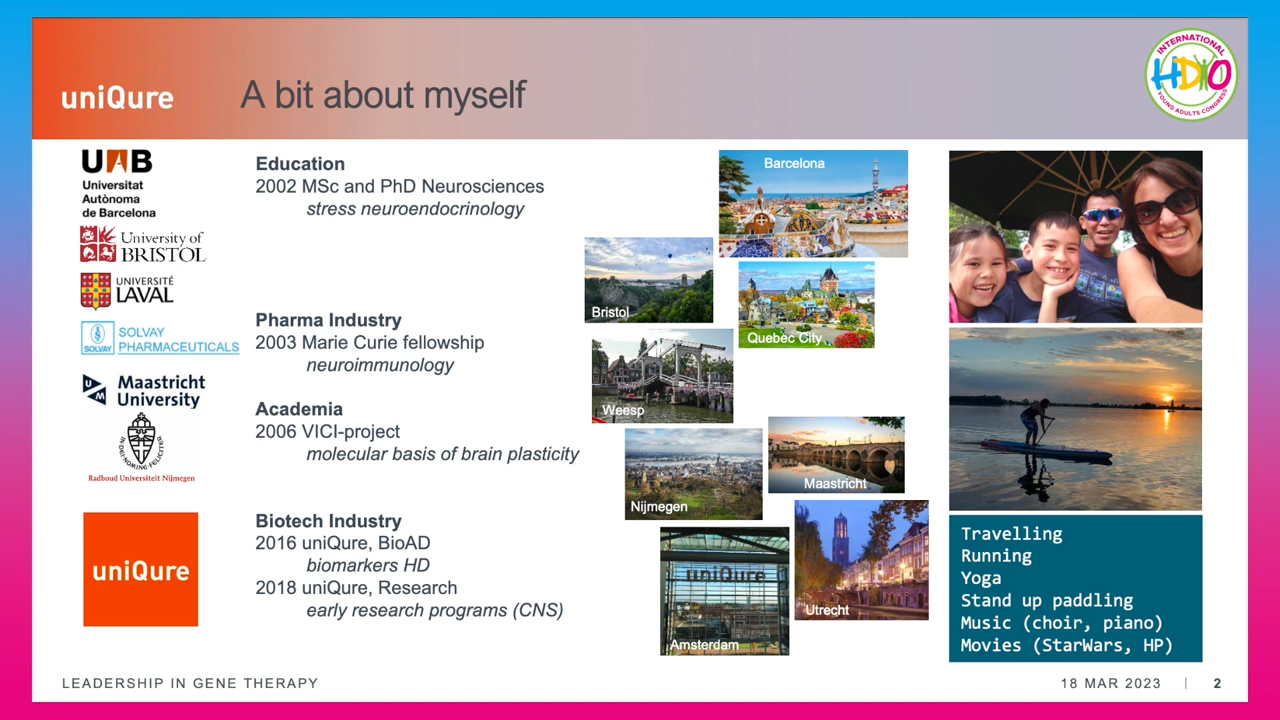 uniQure
A bit about myself
INTERNATIONAL
HDYO
YOUNG ADULTS CONGRESS
UAB
Universitat
Autònoma
de Barcelona
University of
BRISTOL
UNIVERSITÉ
LAVAL
SOLVAY
SOLVAY
PHARMACEUTICALS
UM
Maastricht
University
Radboud Universiteit Nijmegen
uniQure
Education
2002 MSc and PhD Neurosciences
stress neuroendocrinology
Pharma Industry
2003 Marie Curie fellowship
neuroimmunology
Academia
2006 VICI-project
molecular basis of brain plasticity
Biotech Industry
2016 uniQure, BioAD
biomarkers HD
2018 uniQure, Research
early research programs (CNS)
Barcelona
Bristol
Quebec City
Weesp
Maastricht
Nijmegen
Utrecht
uniQure
Amsterdam
Travelling
Running
Yoga
Stand up paddling
Music (choir, piano)
Movies (StarWars, HP)
LEADERSHIP IN GENE THERAPY
18 MAR 2023 | 2